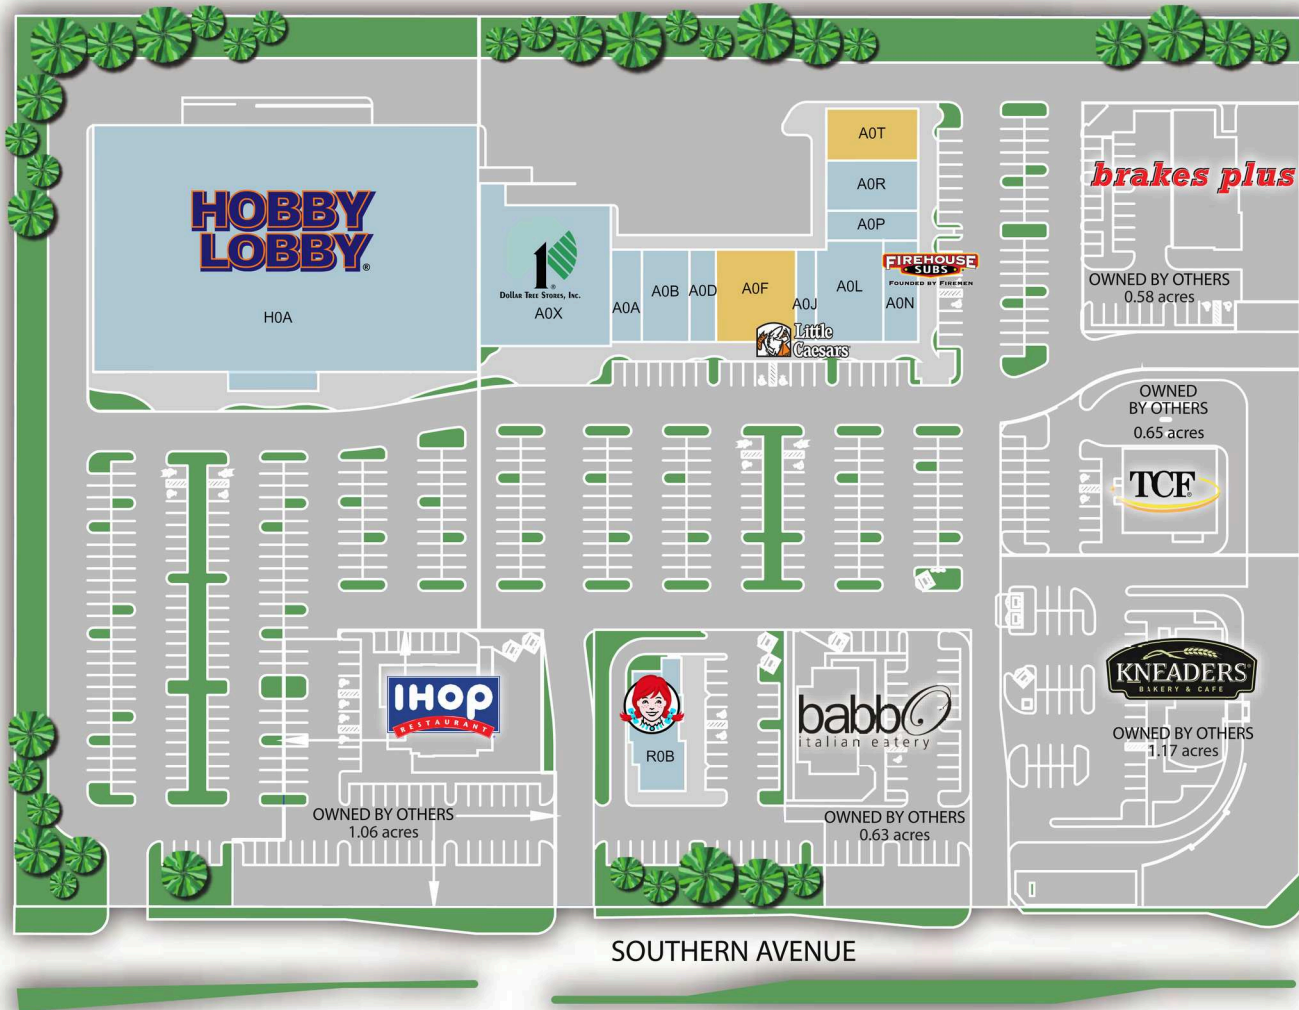 HOBBY
LOBBY®
H0A
1
®
DOLLAR TREE STORES, INC.
A0X
A0A
A0B
A0D
A0F
A0J
A0L
A0N
A0P
A0R
A0T
FIREHOUSE
SUBS
FOUNDED BY FIREMEN
Little
Caesars
brakes plus
OWNED BY OTHERS
0.58 acres
OWNED
BY OTHERS
0.65 acres
TCF®
IHOP
RESTAURANT
OWNED BY OTHERS
1.06 acres
R0B
babbO
italian eatery
OWNED BY OTHERS
0.63 acres
KNEADERS®
BAKERY & CAFE
OWNED BY OTHERS
1.17 acres
SOUTHERN AVENUE